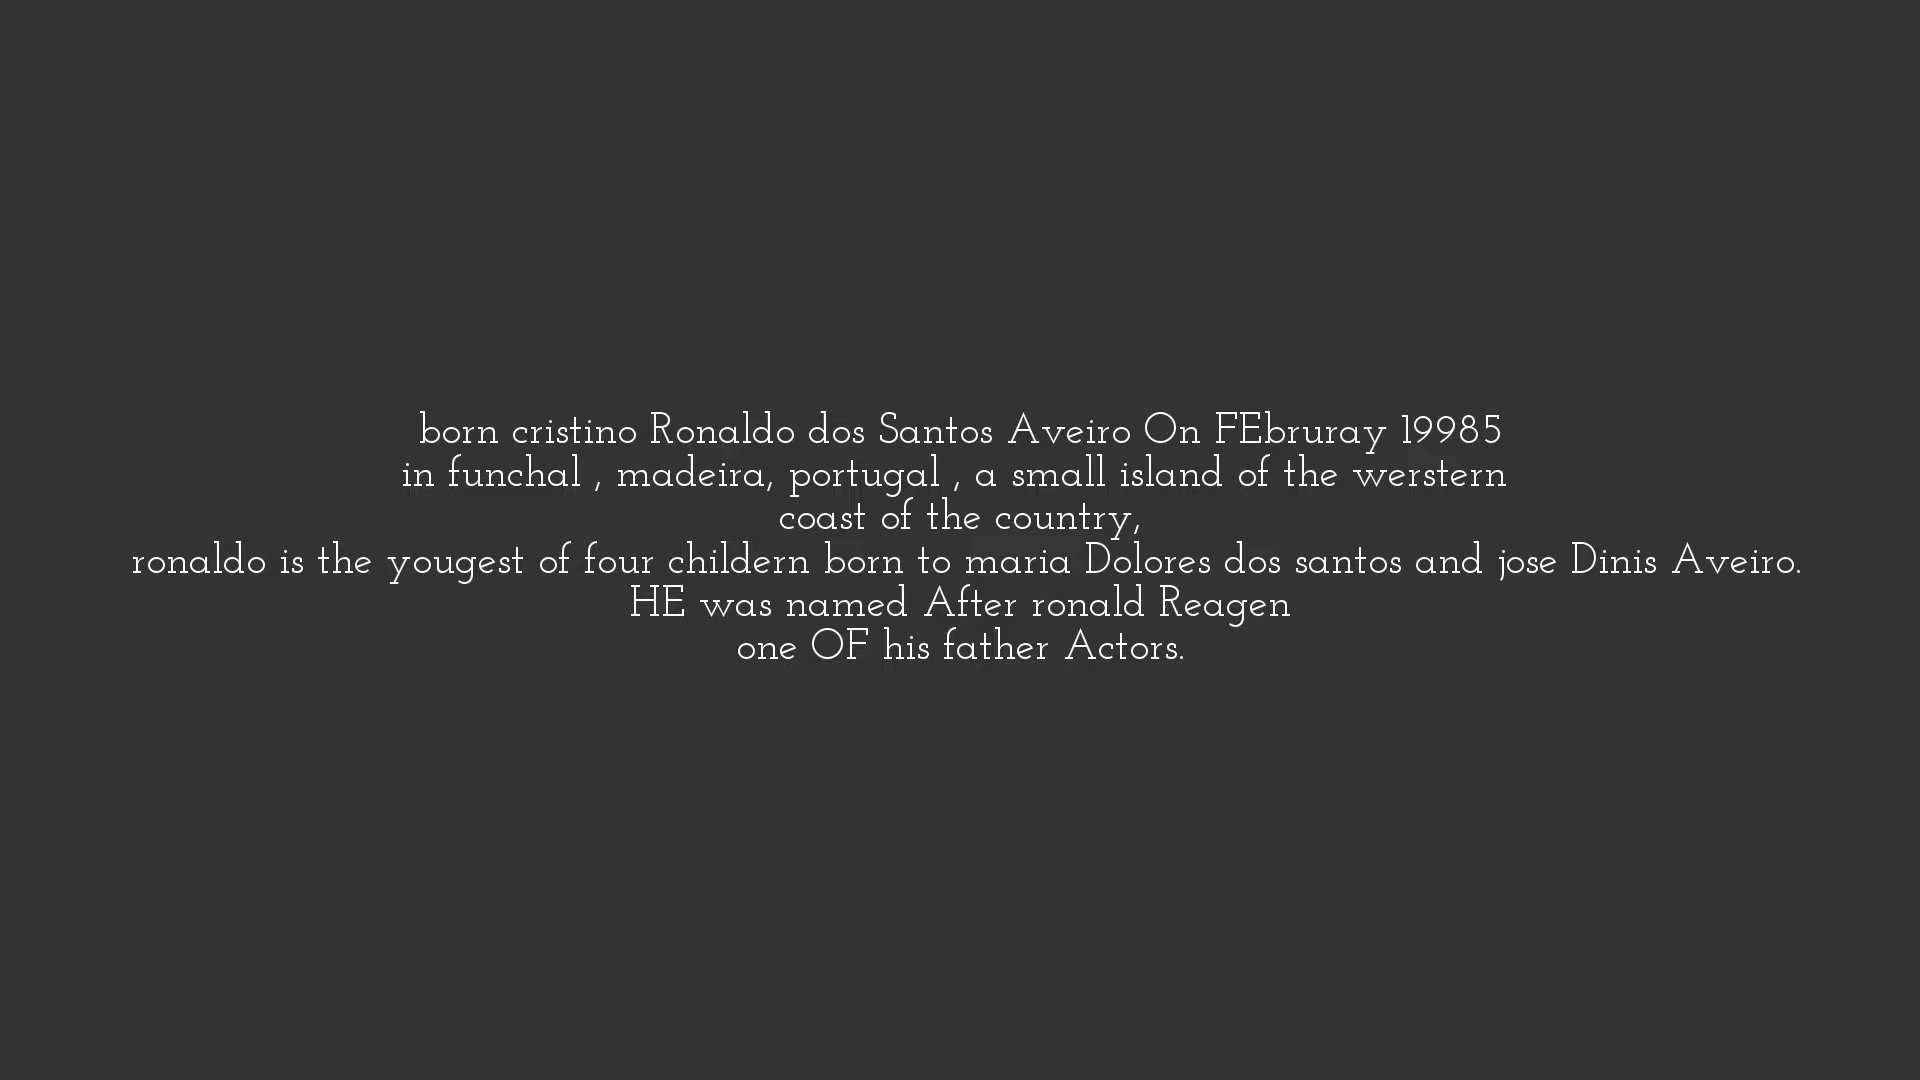 born cristino Ronaldo dos Santos Aveiro On FEbruray 19985
in funchal , madeira, portugal , a small island of the werstern
coast of the country,
ronaldo is the yougest of four childern born to maria Dolores dos santos and jose Dinis Aveiro.
HE was named After ronald Reagen
one OF his father Actors.